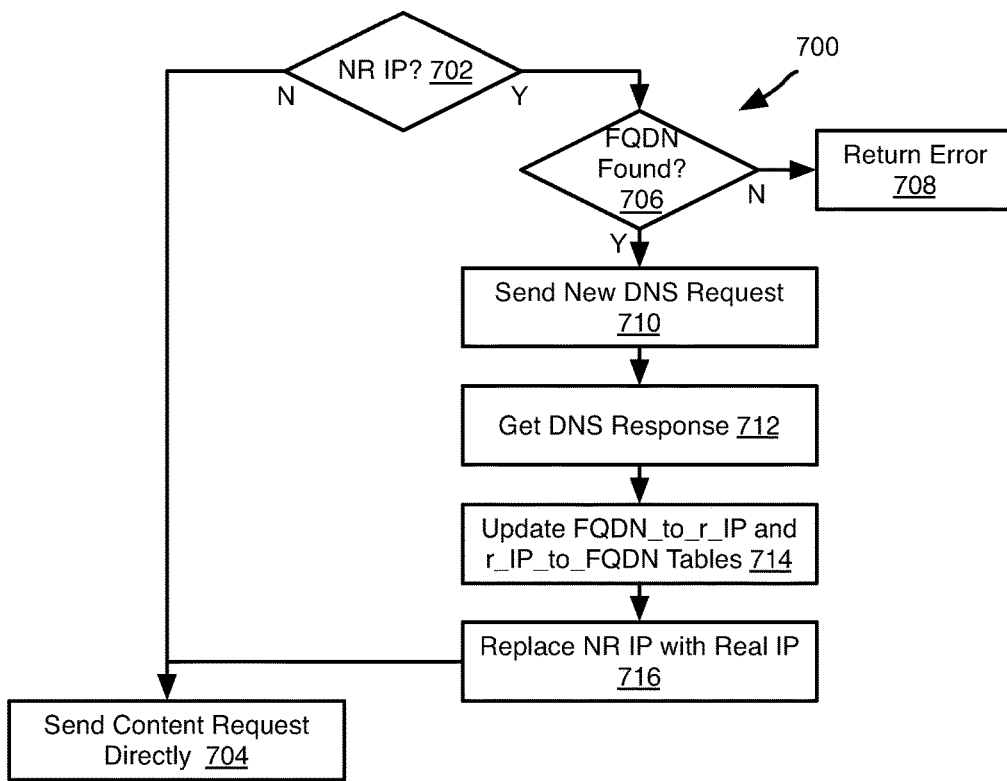 NR IP? 702
N
Y
700
FQDN
Found?
706
N
Y
Return Error
708
Send New DNS Request
710
Get DNS Response 712
Update FQDN_to_r_IP and
r_IP_to_FQDN Tables 714
Replace NR IP with Real IP
716
Send Content Request
Directly 704